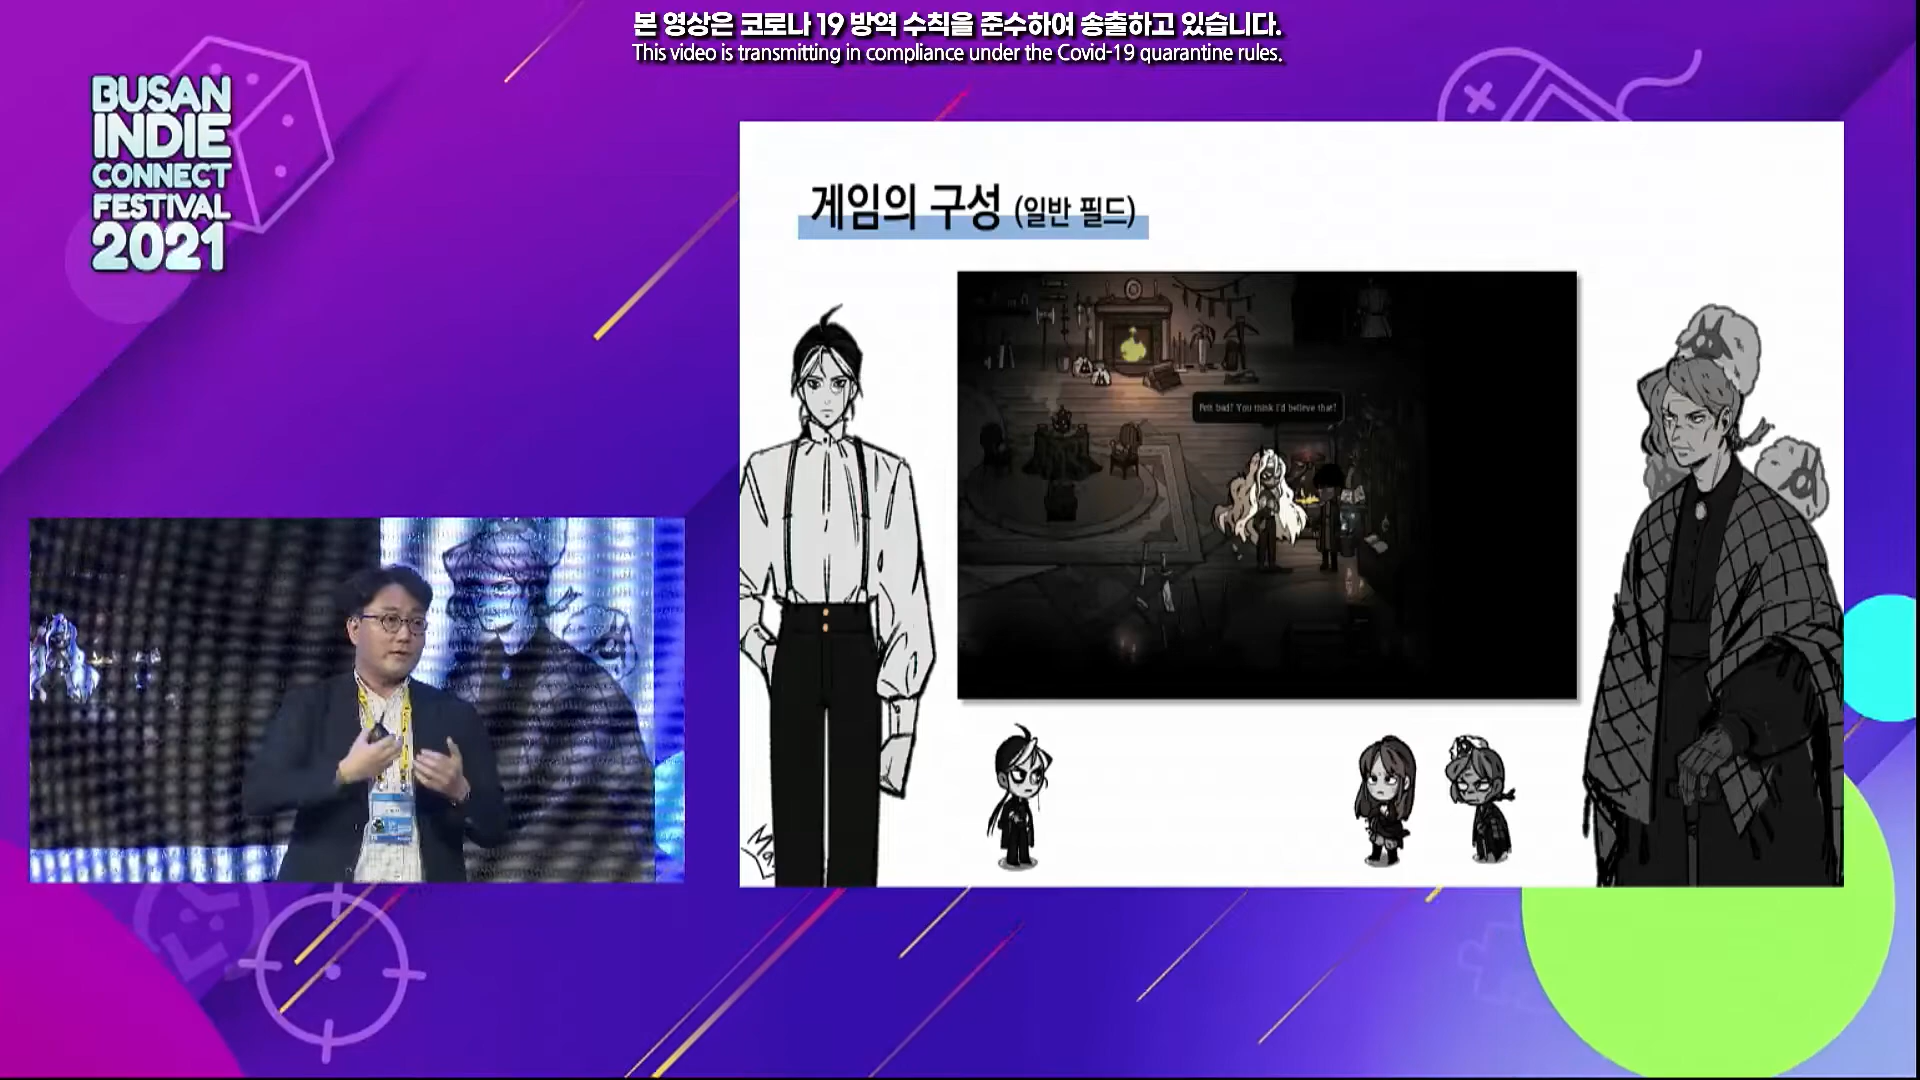 본 영상은 코로나 19 방역 수칙을 준수하여 송출하고 있습니다.
This video is transmitting in compliance under the Covid-19 quarantine rules.
BUSAN
INDIE
CONNECT
FESTIVAL
2021
게임의 구성 (일반 필드)
Felt bad? You think I'd believe that?